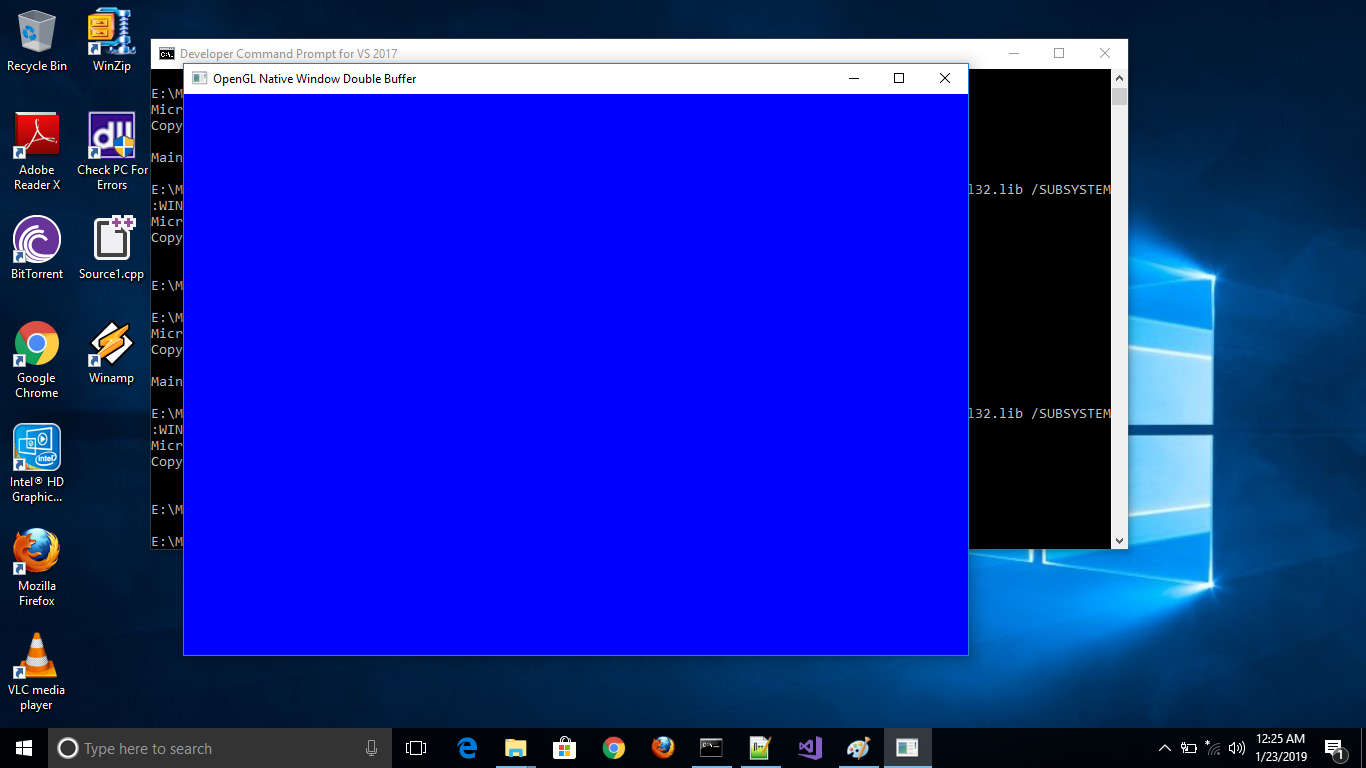 Recycle Bin
WinZip
Adobe
Reader X
Check PC For
Errors
BitTorrent
Source1.cpp
Google
Chrome
Winamp
Intel® HD
Graphic...
Mozilla
Firefox
VLC media
player
Developer Command Prompt for VS 2017
OpenGL Native Window Double Buffer
E:\M
Micr
Copy
Main
E:\M l32.lib /SUBSYSTEM
:WIN
Micr
Copy
E:\M
E:\M
Micr
Copy
Main
E:\M l32.lib /SUBSYSTEM
:WIN
Micr
Copy
E:\M
E:\M
Type here to search
12:25 AM
1/23/2019
1